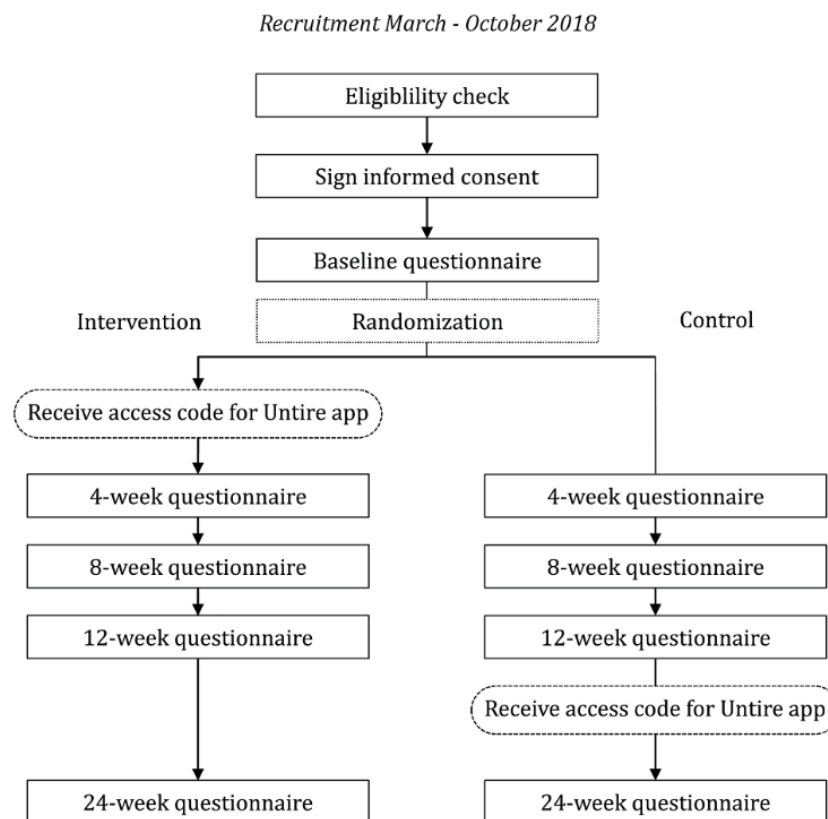 Recruitment March - October 2018
Eligiblility check
Sign informed consent
Baseline questionnaire
Intervention
Randomization
Control
Receive access code for Untire app
4-week questionnaire
4-week questionnaire
8-week questionnaire
8-week questionnaire
12-week questionnaire
12-week questionnaire
Receive access code for Untire app
24-week questionnaire
24-week questionnaire